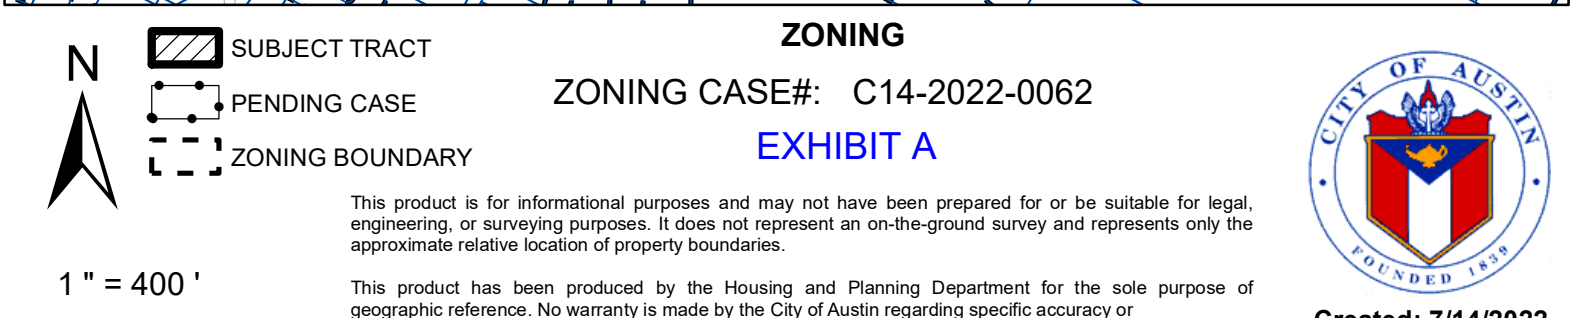 ZONING
N
SUBJECT TRACT
ZONING CASE#: C14-2022-0062
PENDING CASE
EXHIBIT A
ZONING BOUNDARY
CITY OF AUSTIN
FOUNDED 1839
This product is for informational purposes and may not have been prepared for or be suitable for legal,
engineering, or surveying purposes. It does not represent an on-the-ground survey and represents only the
approximate relative location of property boundaries.
1 " = 400 '
This product has been produced by the Housing and Planning Department for the sole purpose of
geographic reference. No warranty is made by the City of Austin regarding specific accuracy or
Created: 7/14/2022